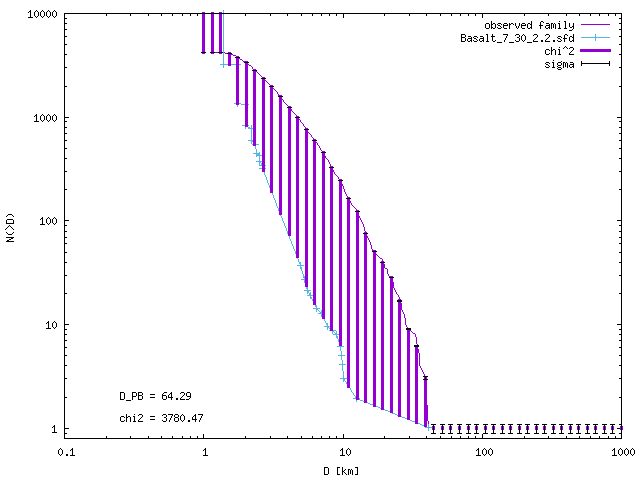 10000
1000
100
10
1
N(>D)
observed family
Basalt_7_30_2.2.sfd
chi^2
sigma
D_PB = 64.29
chi2 = 3780.47
0.1 1 10 100 1000
D [km]